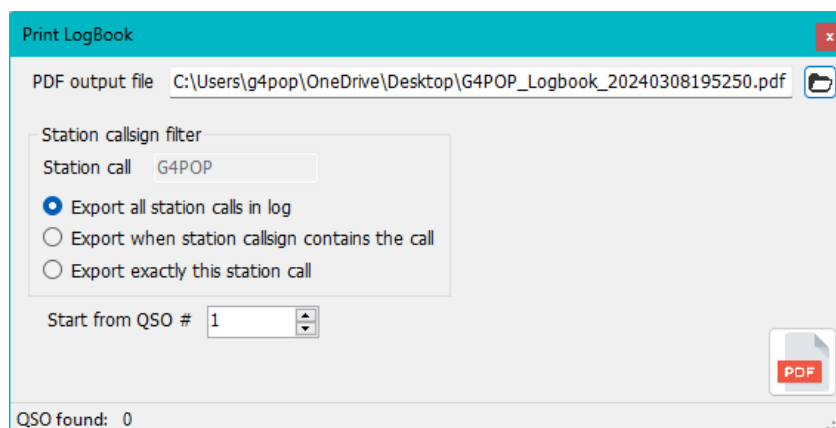 Print LogBook
x
PDF output file C:\Users\g4pop\OneDrive\Desktop\G4POP_Logbook_20240308195250.pdf
Station callsign filter
Station call G4POP
Export all station calls in log
Export when station callsign contains the call
Export exactly this station call
Start from QSO # 1
PDF
QSO found: 0